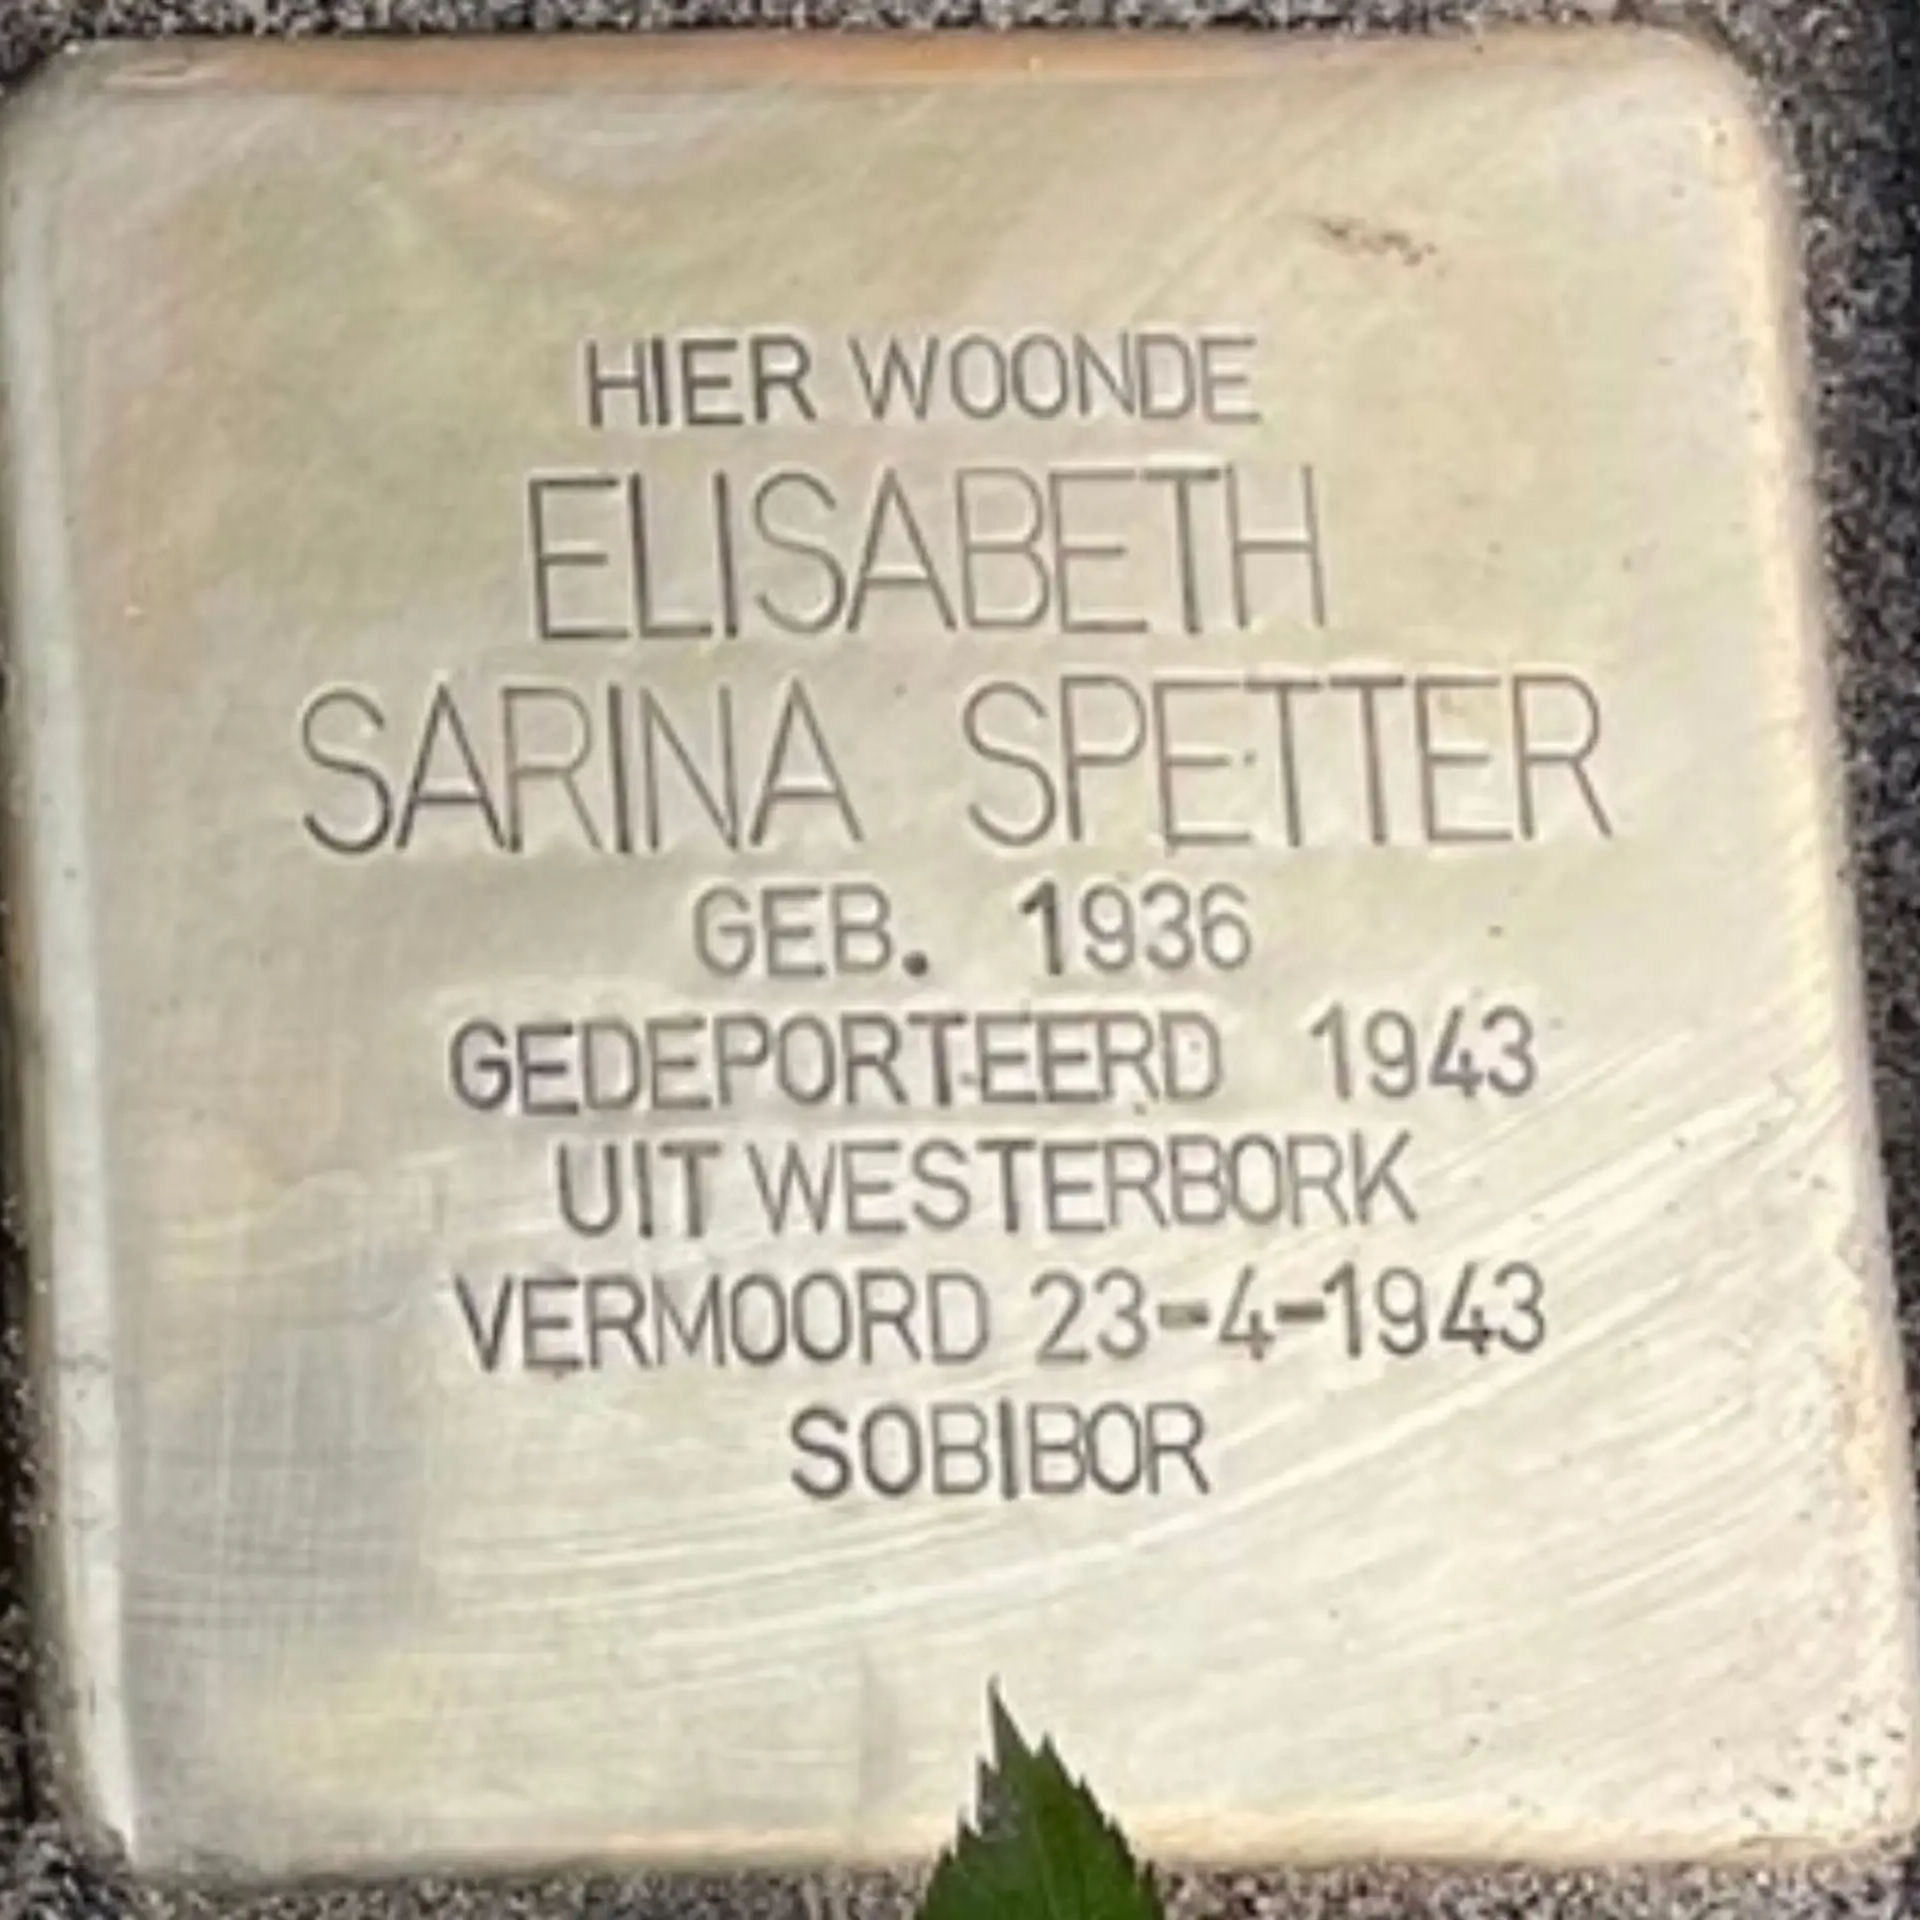 HIER WOONDE
ELISABETH
SARINA SPETTER
GEB. 1936
GEDEPORTEERD 1943
UIT WESTERBORK
VERMOORD 23-4-1943
SOBIBOR